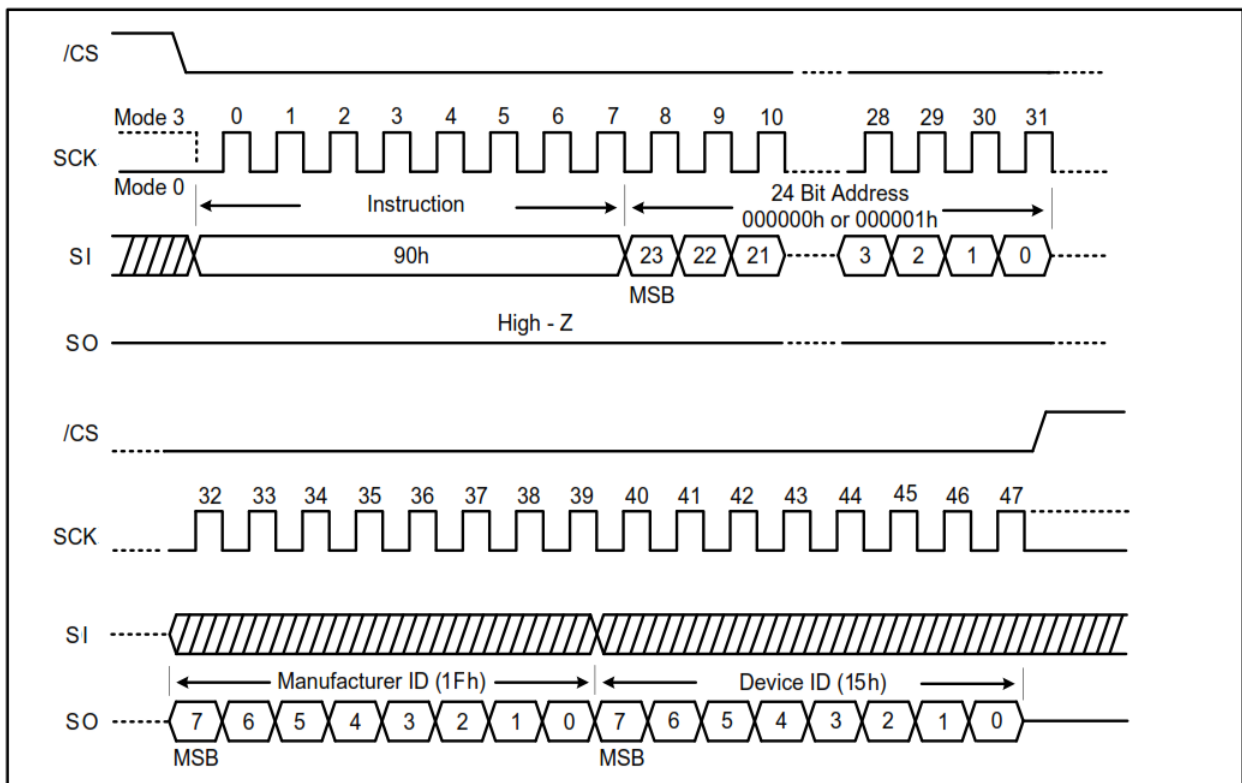 /CS
Mode 3 0 1 2 3 4 5 6 7 8 9 10 28 29 30 31
SCK
Mode 0
Instruction 24 Bit Address
000000h or 000001h
SI 90h 23 22 21 3 2 1 0
MSB
High - Z
SO
/CS
32 33 34 35 36 37 38 39 40 41 42 43 44 45 46 47
SCK
SI
Manufacturer ID (1Fh) Device ID (15h)
SO 7 6 5 4 3 2 1 0 7 6 5 4 3 2 1 0
MSB MSB